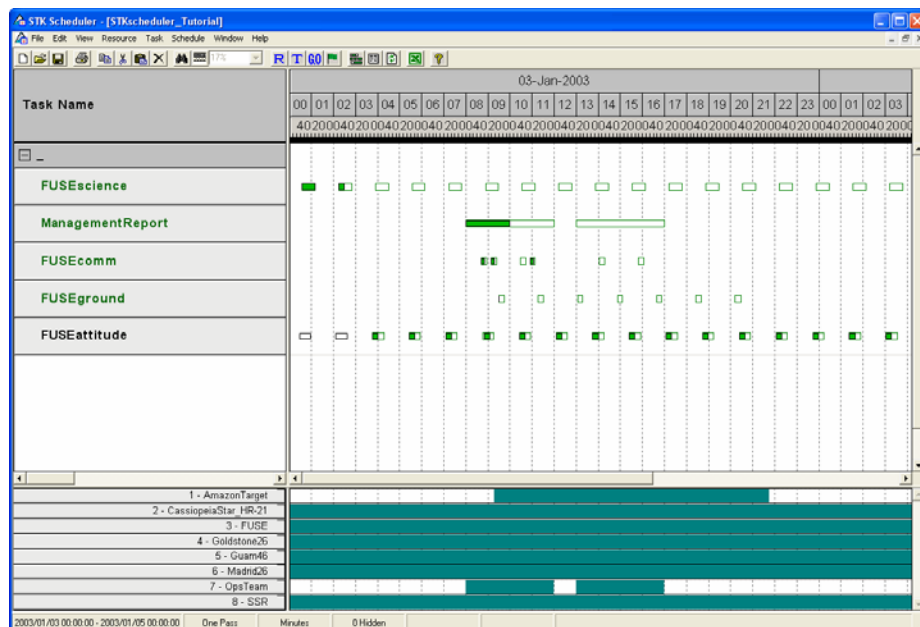 STK Scheduler - [STKscheduler_Tutorial]
File Edit View Resource Task Schedule Window Help
17% R T GO ?
03-Jan-2003
Task Name
00 01 02 03 04 05 06 07 08 09 10 11 12 13 14 15 16 17 18 19 20 21 22 23 00 01 02 03
_
FUSEscience
ManagementReport
FUSEcomm
FUSEground
FUSEattitude
1 - AmazonTarget
2 - CassiopeiaStar_HR-21
3 - FUSE
4 - Goldstone26
5 - Guam46
6 - Madrid26
7 - OpsTeam
8 - SSR
2003/01/03 00:00:00 - 2003/01/05 00:00:00 One Pass Minutes 0 Hidden